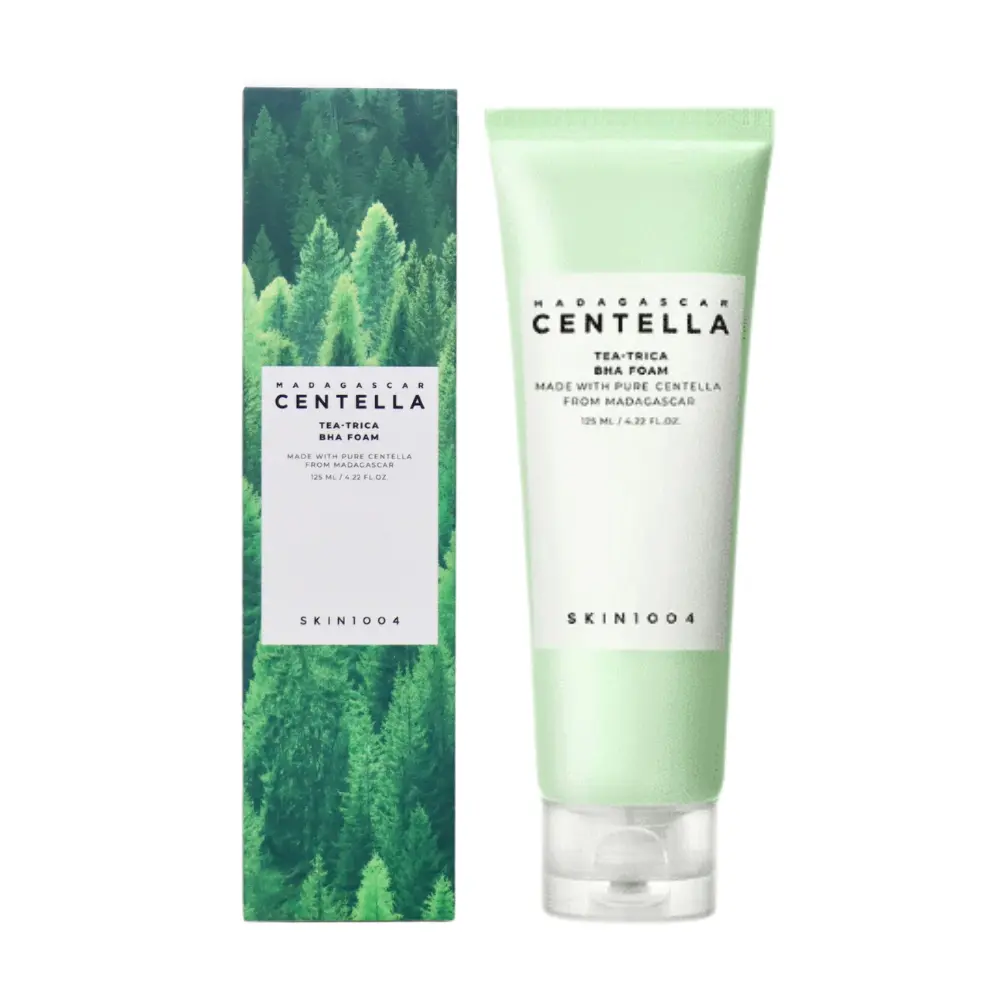 MADAGASCAR
CENTELLA
TEA-TRICA
BHA FOAM
MADE WITH PURE CENTELLA
FROM MADAGASCAR
125 ML / 4.22 FL.OZ.
SKIN1004
MADAGASCAR
CENTELLA
TEA-TRICA
BHA FOAM
MADE WITH PURE CENTELLA
FROM MADAGASCAR
125 ML / 4.22 FL.OZ.
SKIN1004